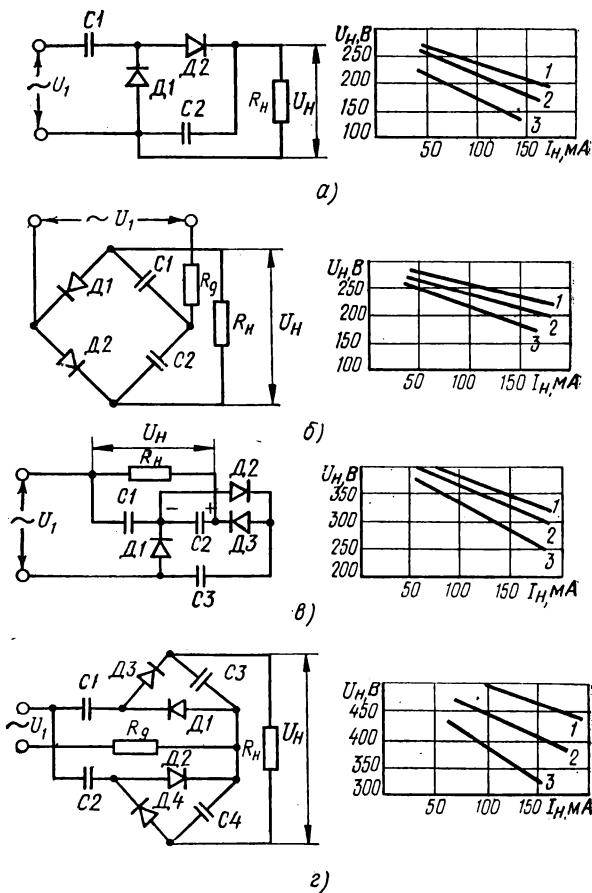 C1 Д2
~U₁ Д1 C2 Rн Uн
Uн, В
250
200
150
100
1
2
3
50 100 150 Iн, мА
а)
~ U₁
Д1 C1 Rg
Д2 C2 Rн Uн
Uн, В
250
200
150
100
1
2
3
50 100 150 Iн, мА
б)
Uн
Rн Д2
~U₁ C1 − + C2 Д3
Д1
C3
Uн, В
350
300
250
200
1
2
3
50 100 150 Iн, мА
в)
Д3 C3
C1 Д1
~U₁ Rg Rн Uн
C2 Д2
Д4 C4
Uн, В
450
400
350
300
1
2
3
50 100 150 Iн, мА
г)